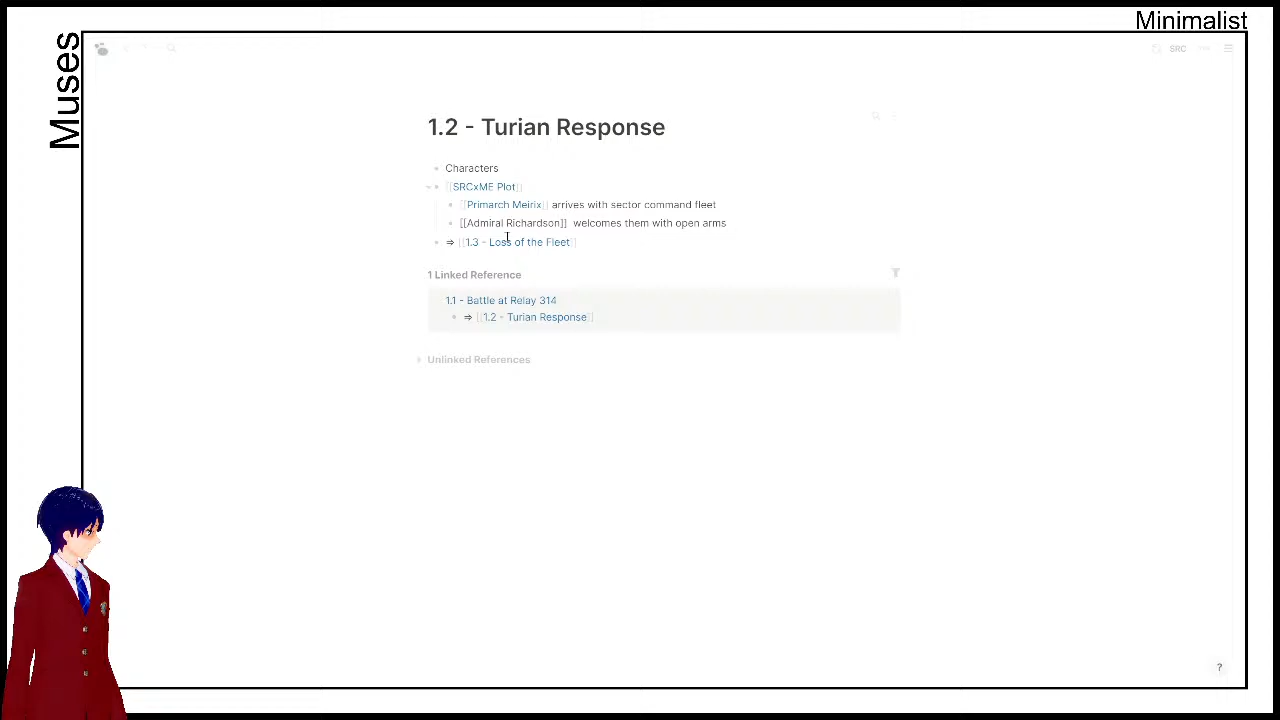 Minimalist
Muses
SRC
1.2 - Turian Response
Characters
[[SRCxME Plot]]
[[Primarch Meirix]] arrives with sector command fleet
[[Admiral Richardson]] welcomes them with open arms
⇒ [[1.3 - Loss of the Fleet]]
1 Linked Reference
1.1 - Battle at Relay 314
⇒ [[1.2 - Turian Response]]
Unlinked References
?